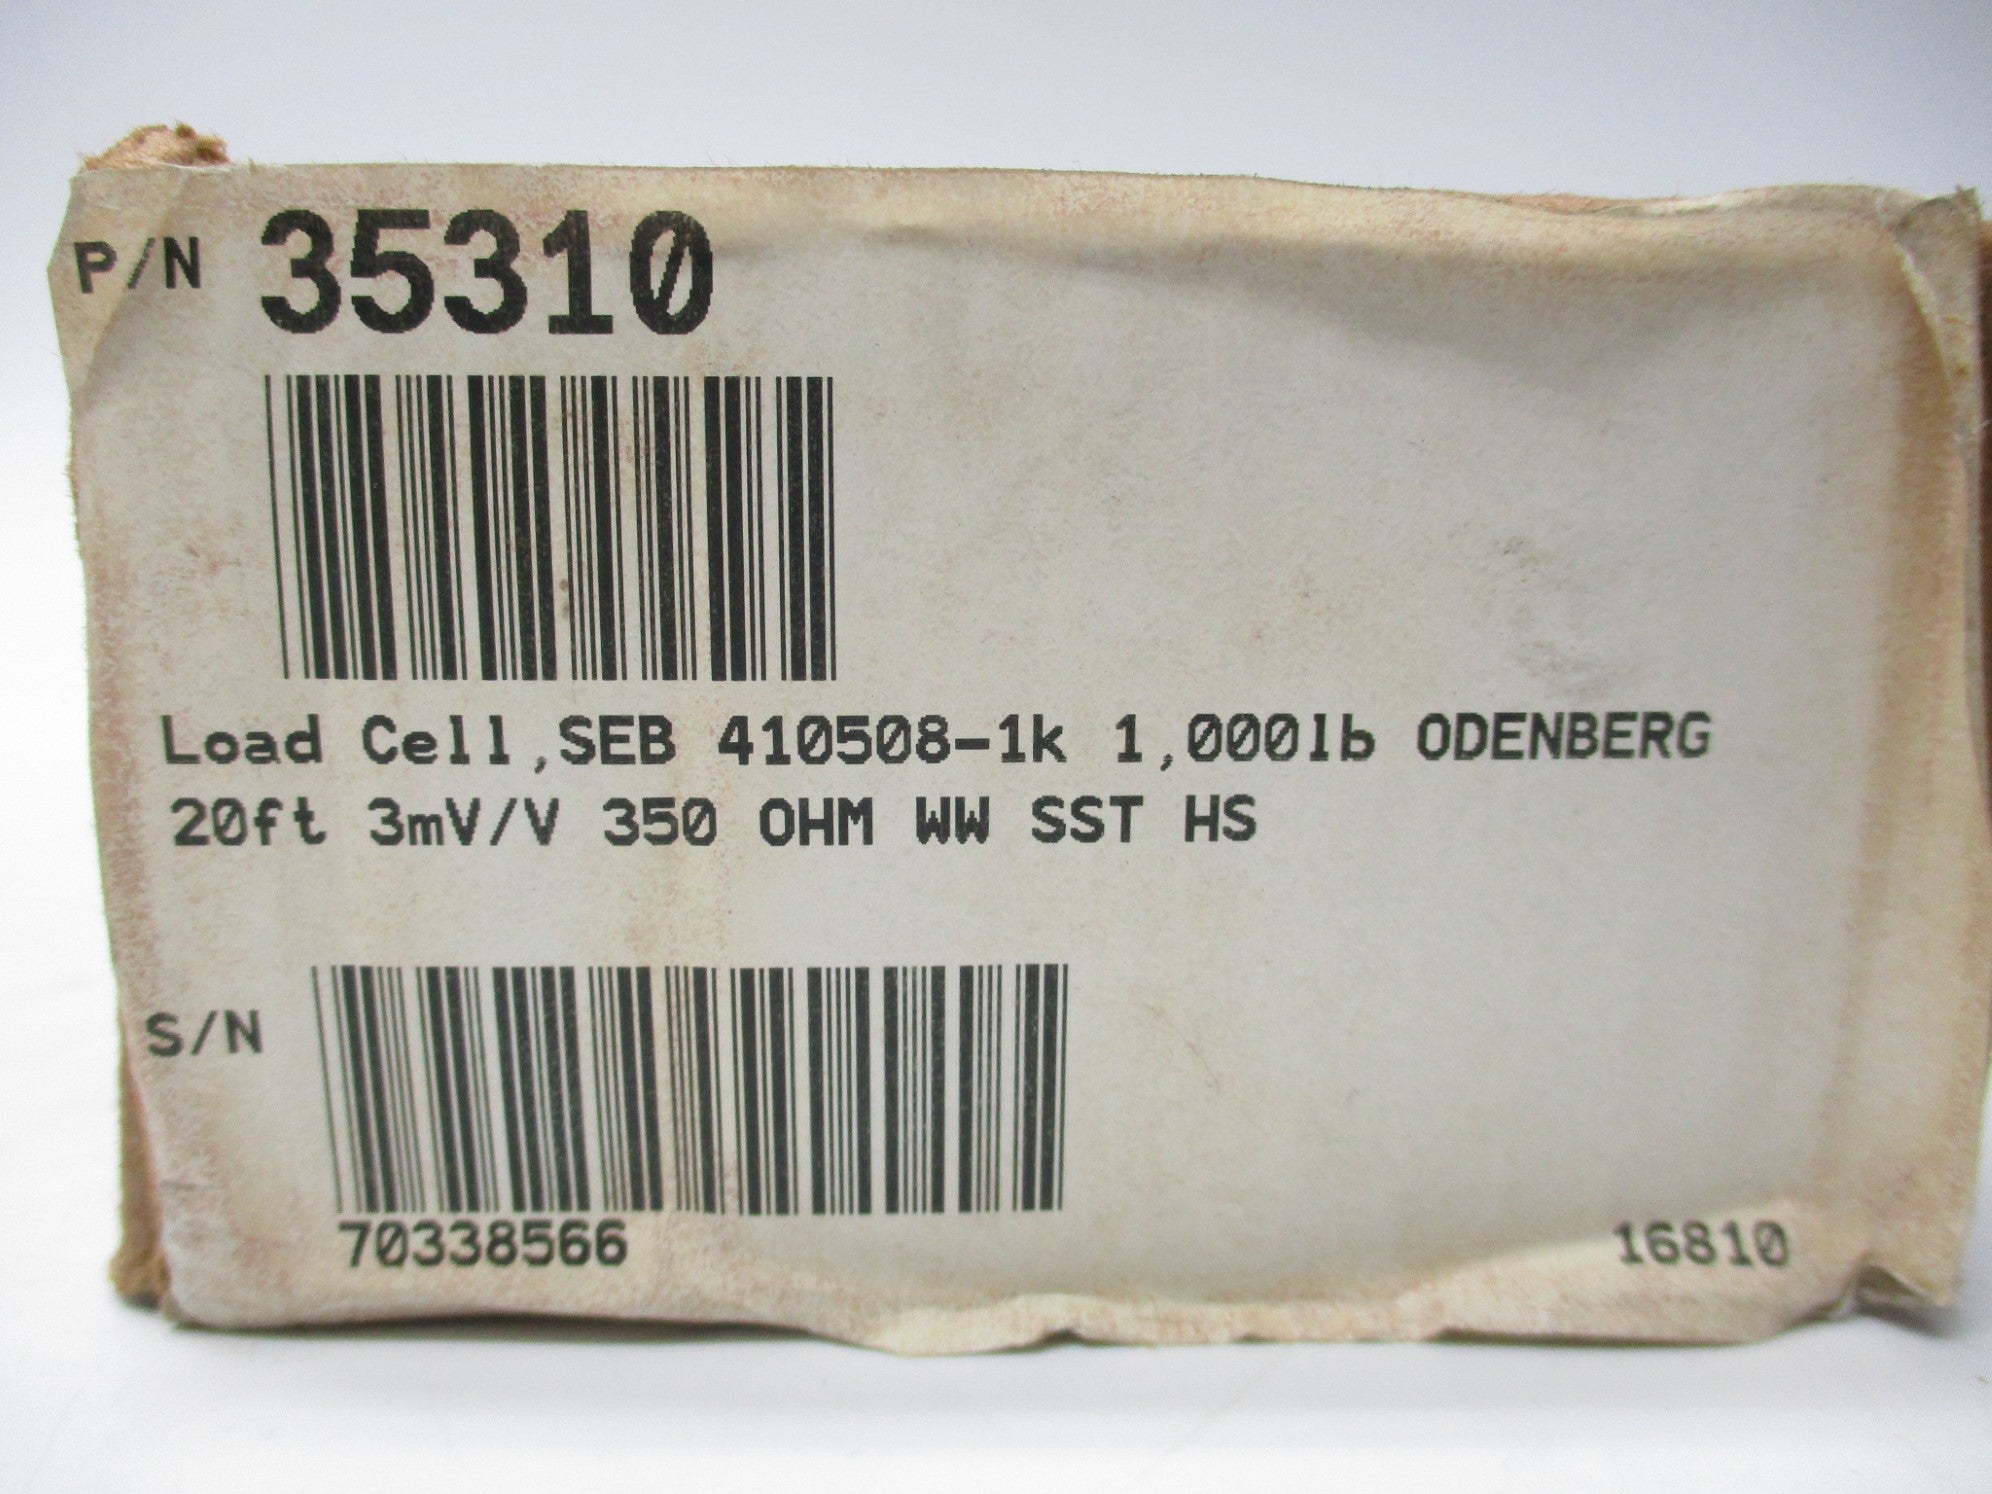 P/N 35310
Load Cell,SEB 410508-1k 1,000lb ODENBERG
20ft 3mV/V 350 OHM WW SST HS
S/N
70338566 16810